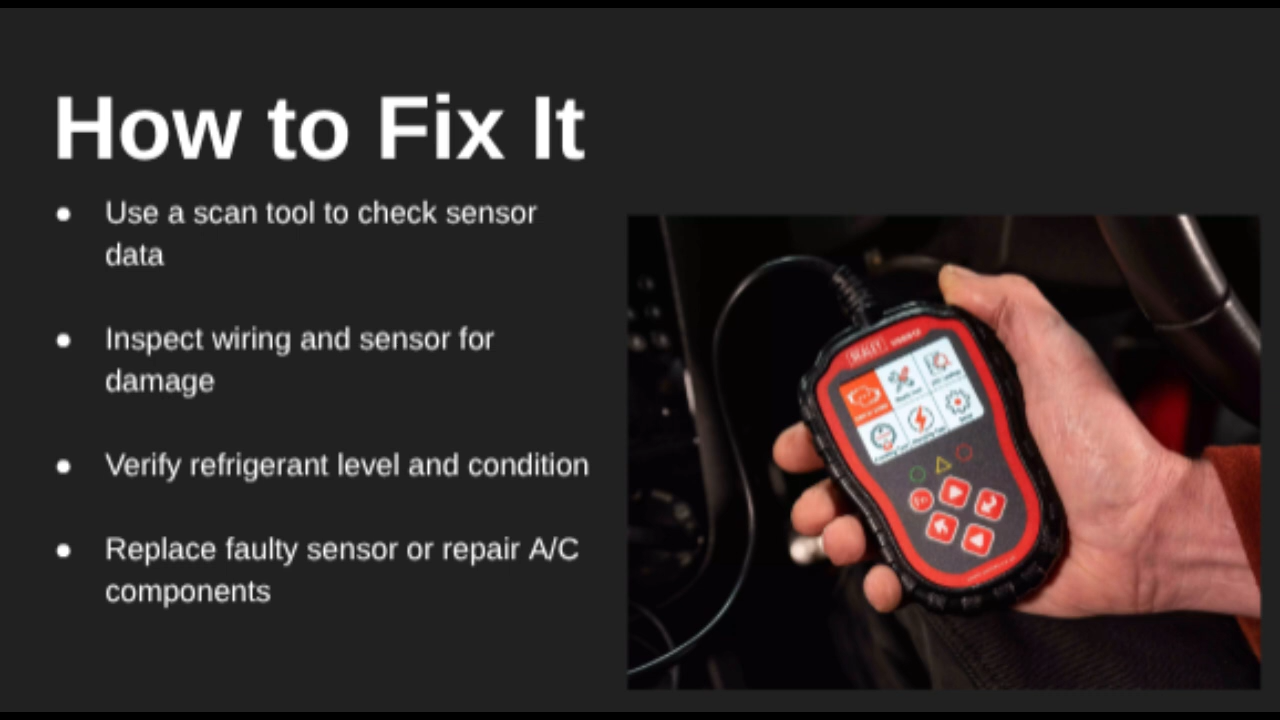 How to Fix It
● Use a scan tool to check sensor
data
● Inspect wiring and sensor for
damage
● Verify refrigerant level and condition
● Replace faulty sensor or repair A/C
components
SEALEY